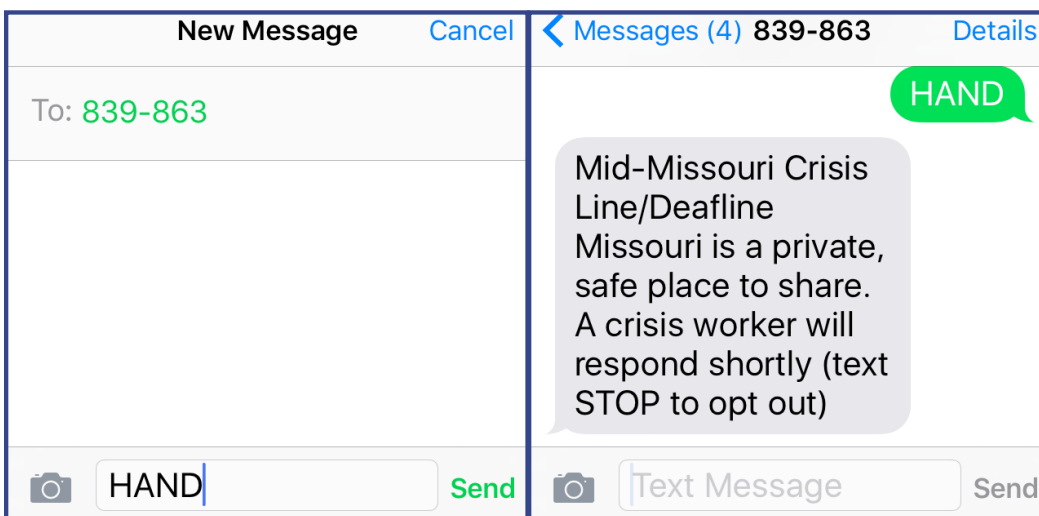 New Message Cancel
To: 839-863
HAND Send
Messages (4) 839-863 Details
HAND
Mid-Missouri Crisis
Line/Deafline
Missouri is a private,
safe place to share.
A crisis worker will
respond shortly (text
STOP to opt out)
Text Message Send